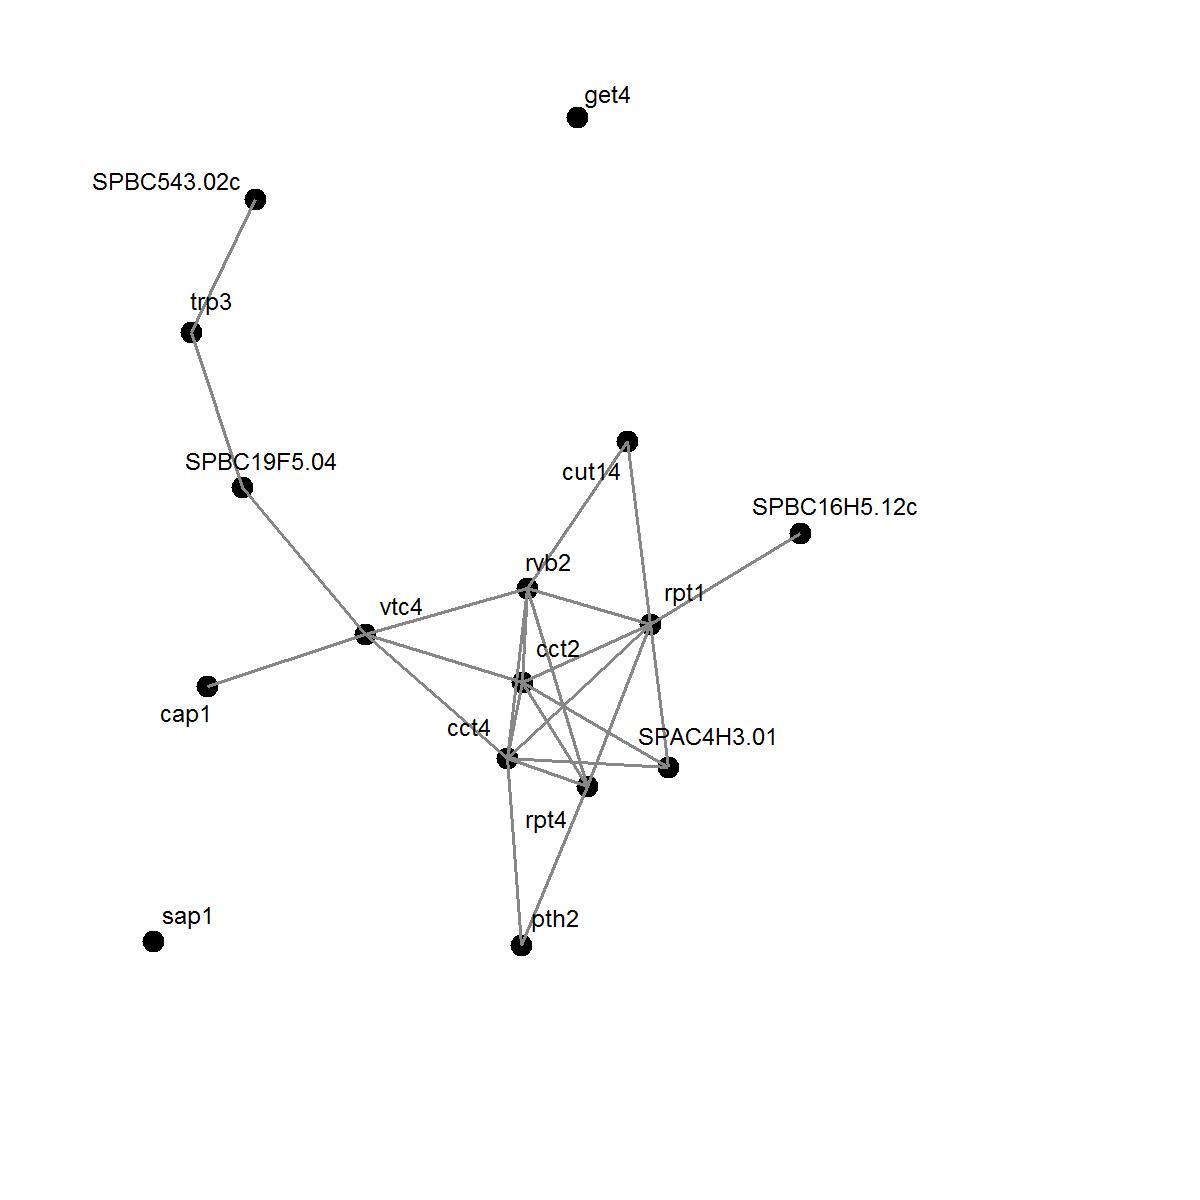 get4
SPBC543.02c
trp3
SPBC19F5.04
cut14
SPBC16H5.12c
rvb2
rpt1
vtc4
cct2
cap1
cct4
SPAC4H3.01
rpt4
sap1
pth2